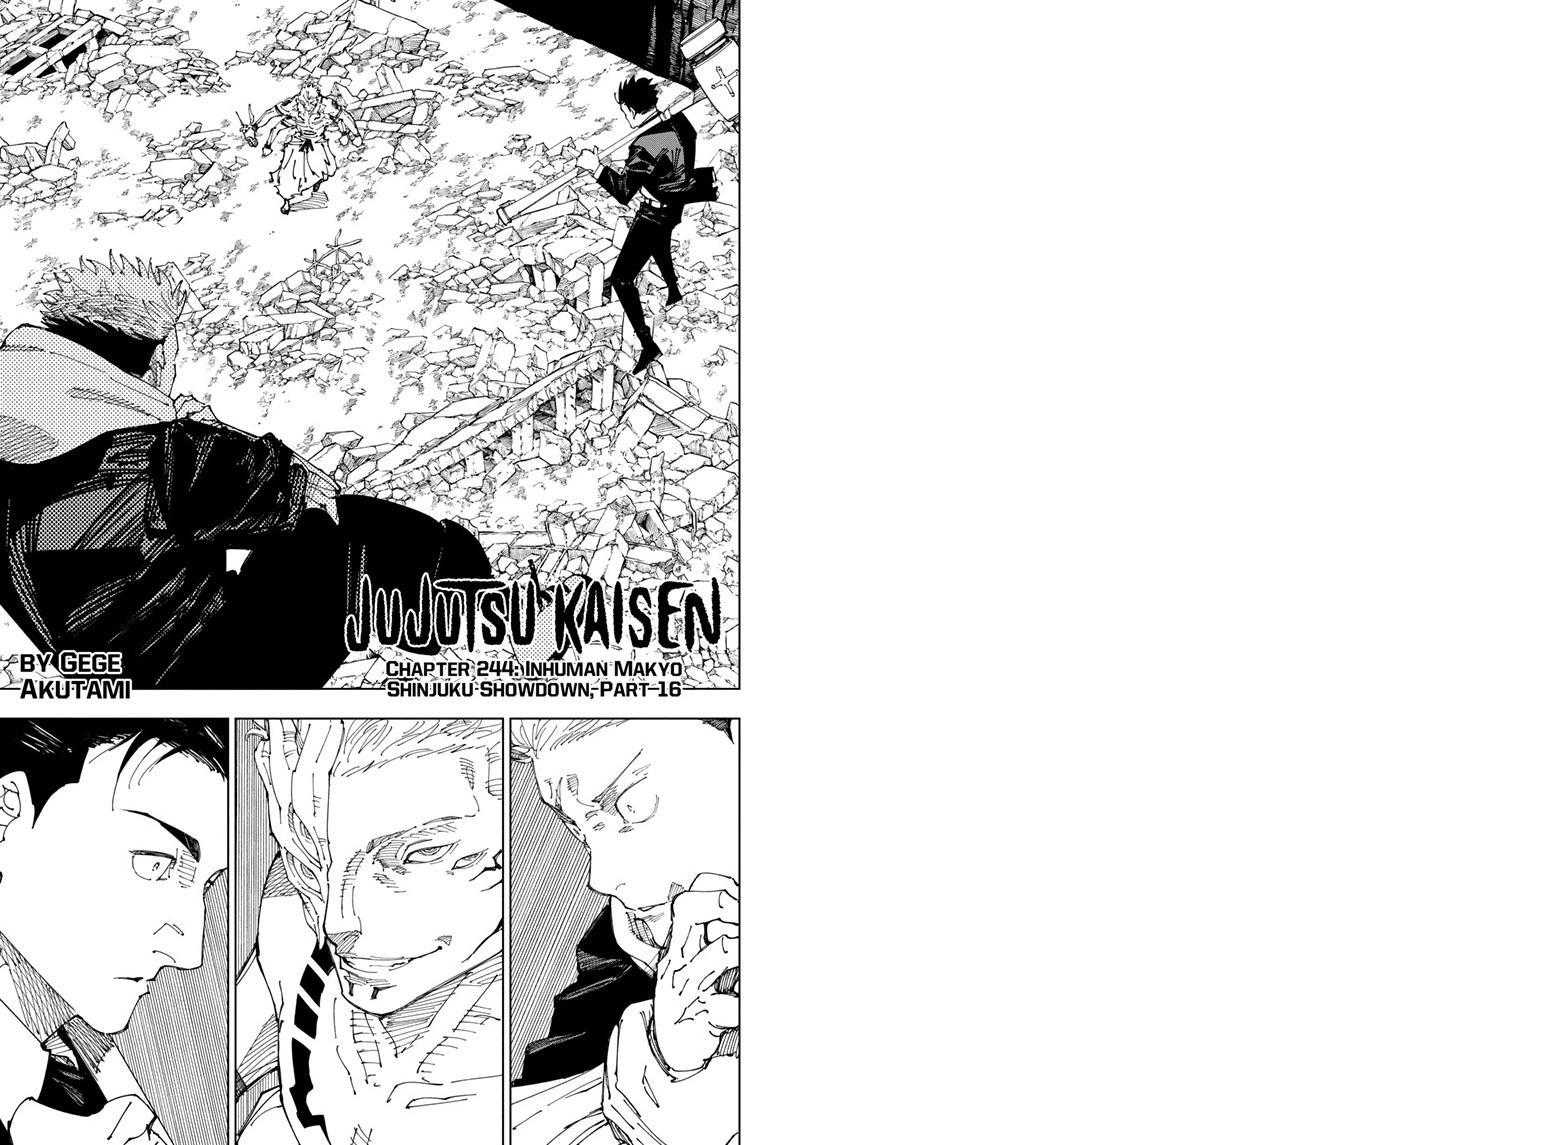 JUJUTSU KAISEN
CHAPTER 244: INHUMAN MAKYO
SHINJUKU SHOWDOWN, PART 16
BY GEGE
AKUTAMI